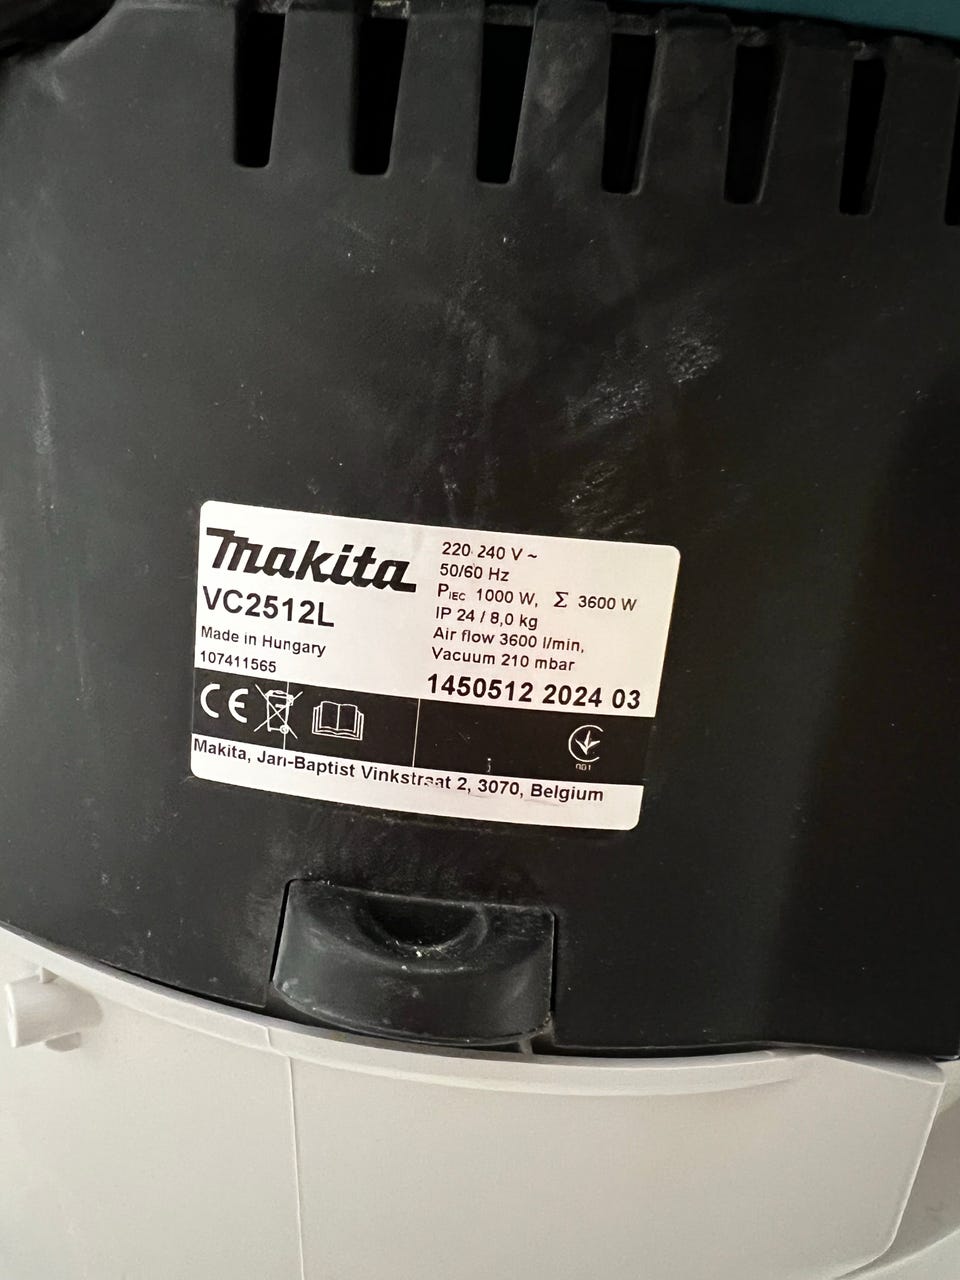 Makita
VC2512L
Made in Hungary
107411565
220-240 V ~
50/60 Hz
PIEC 1000 W, Σ 3600 W
IP 24 / 8,0 kg
Air flow 3600 l/min,
Vacuum 210 mbar
1450512 2024 03
CE
001
Makita, Jan-Baptist Vinkstraat 2, 3070, Belgium